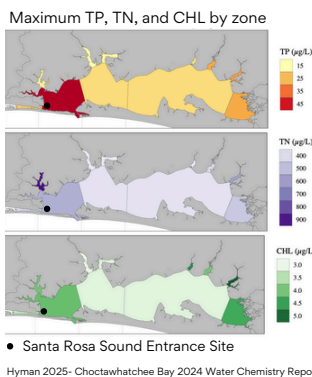 Maximum TP, TN, and CHL by zone
TP (µg/L)
15
25
35
45
TN (µg/L)
400
500
600
700
800
900
CHL (µg/L)
3.0
3.5
4.0
4.5
5.0
• Santa Rosa Sound Entrance Site
Hyman 2025- Choctawhatchee Bay 2024 Water Chemistry Repo